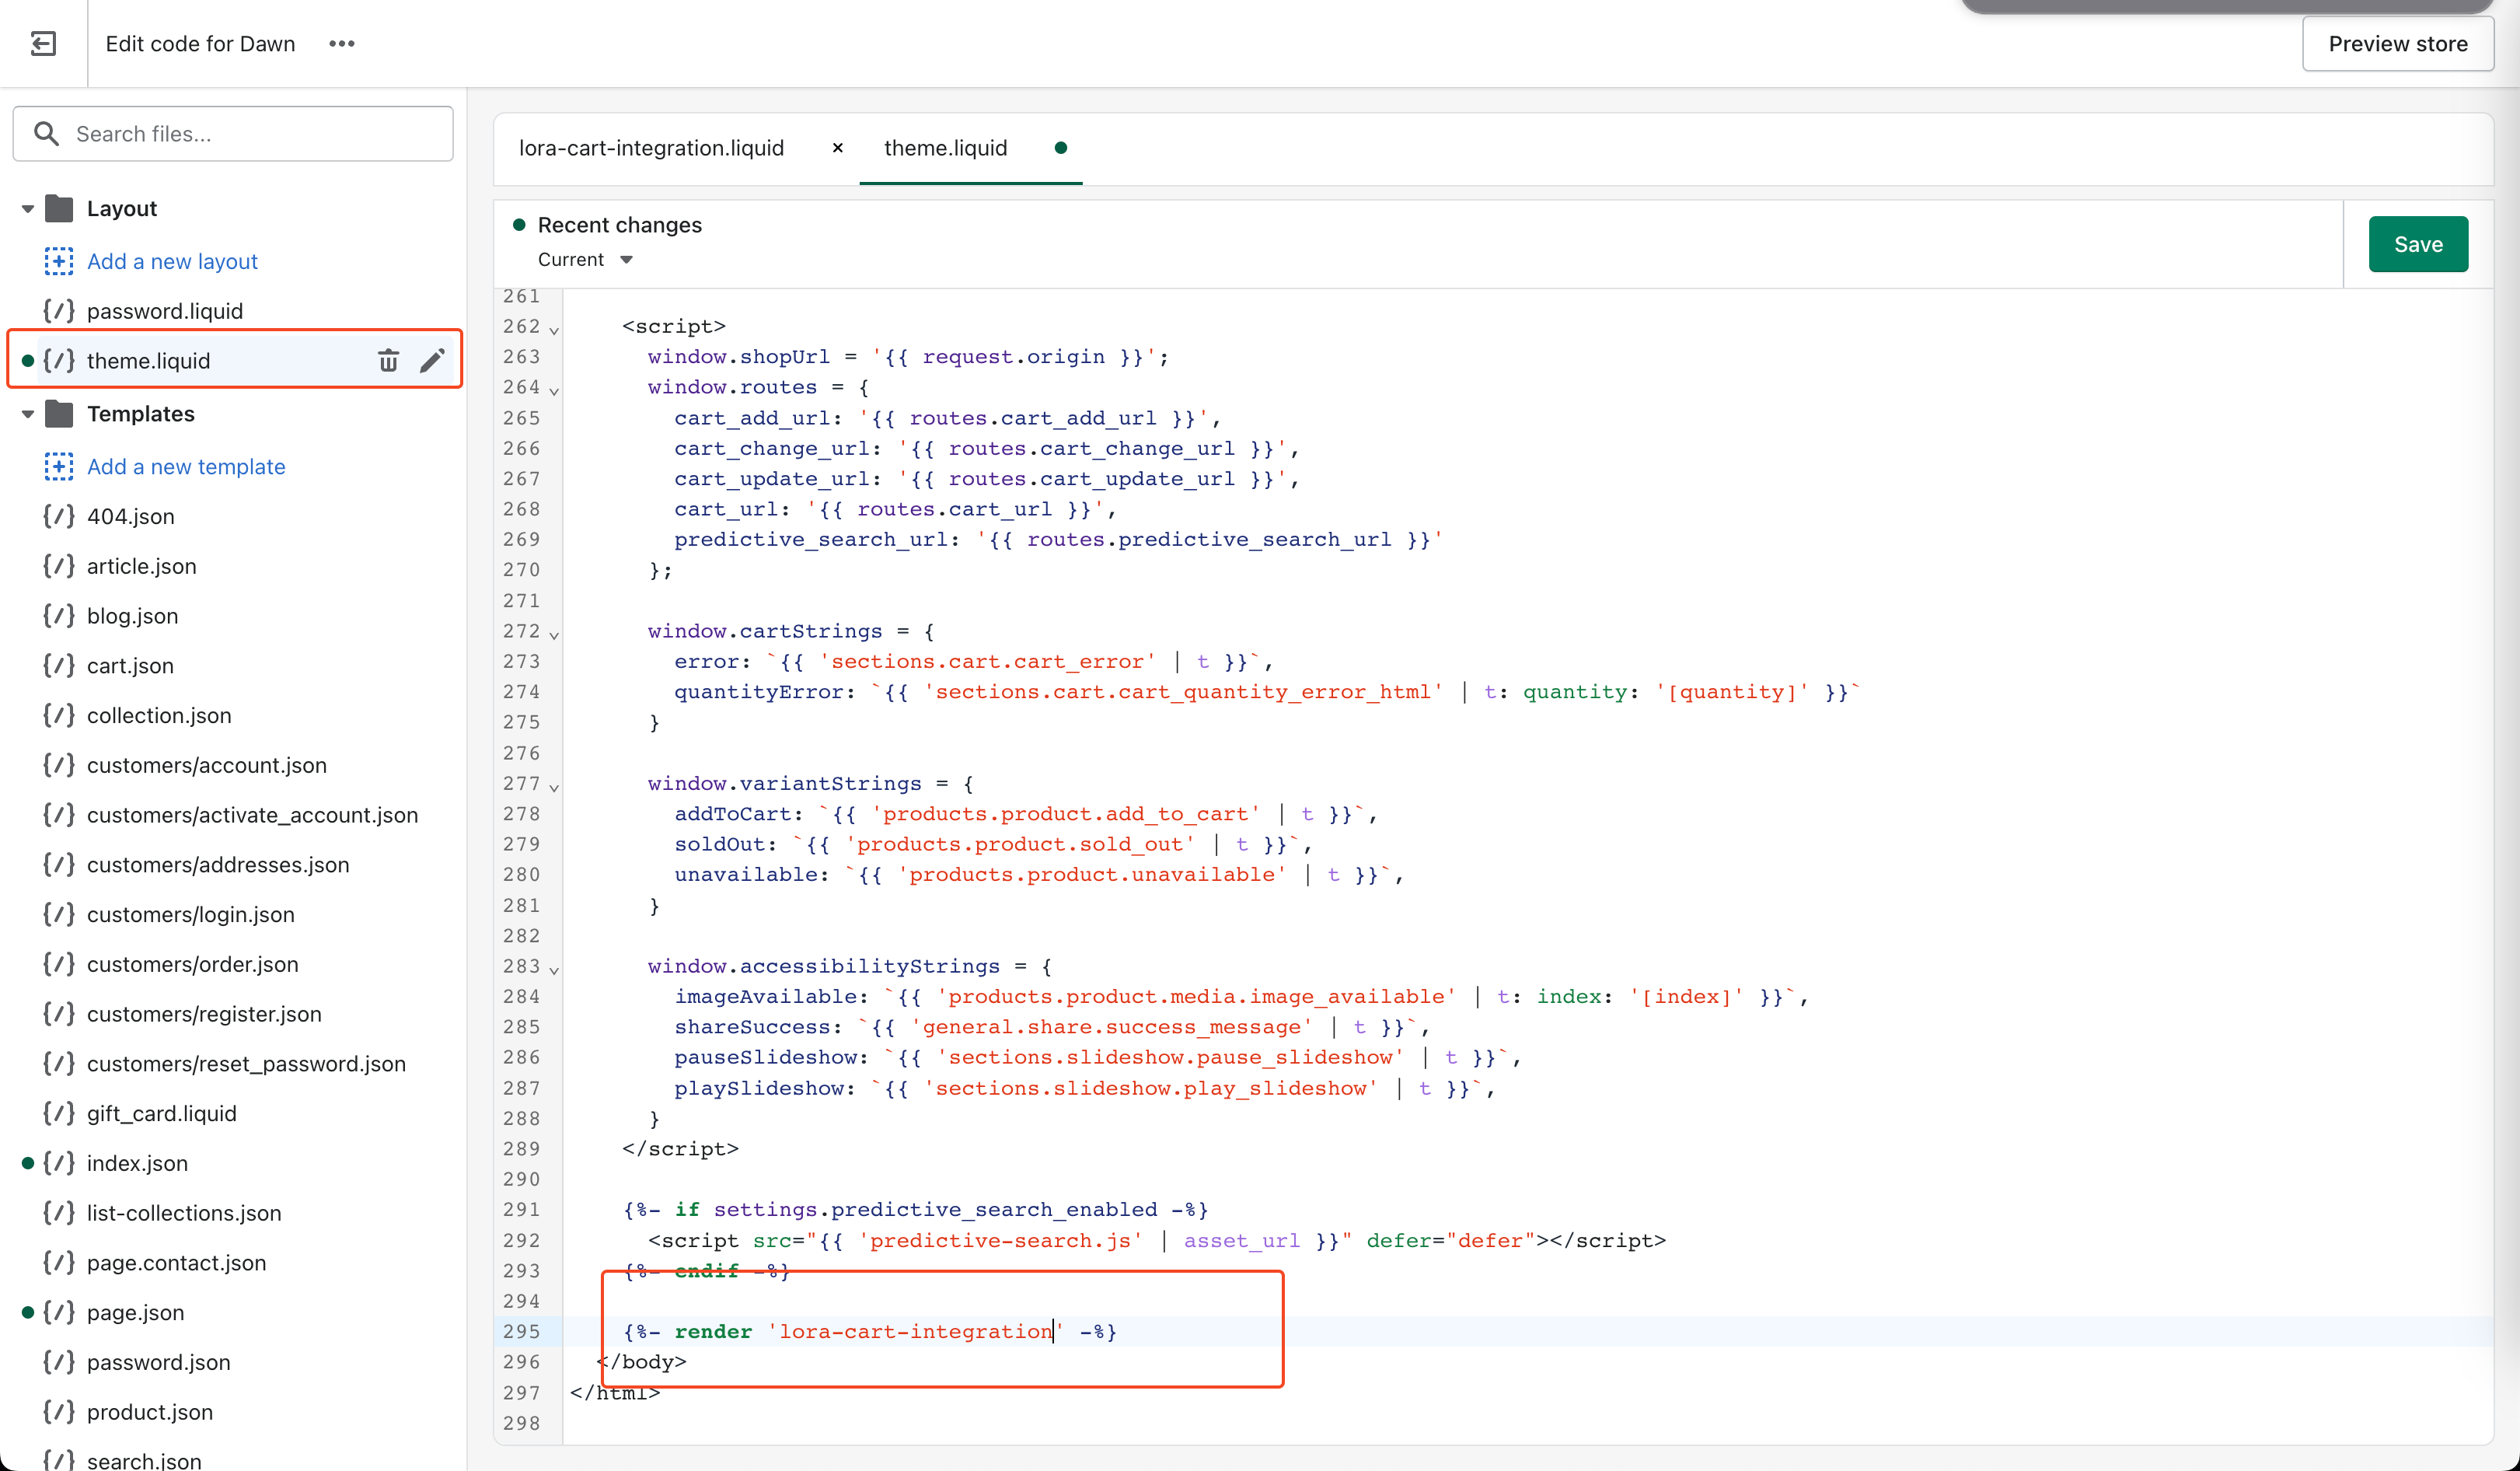 Edit code for Dawn
Preview store
Search files...
Layout
Add a new layout
{/} password.liquid
{/} theme.liquid
Templates
Add a new template
{/} 404.json
{/} article.json
{/} blog.json
{/} cart.json
{/} collection.json
{/} customers/account.json
{/} customers/activate_account.json
{/} customers/addresses.json
{/} customers/login.json
{/} customers/order.json
{/} customers/register.json
{/} customers/reset_password.json
{/} gift_card.liquid
{/} index.json
{/} list-collections.json
{/} page.contact.json
{/} page.json
{/} password.json
{/} product.json
{/} search.json
lora-cart-integration.liquid × theme.liquid
Recent changes
Current
Save
261
262 <script>
263 window.shopUrl = '{{ request.origin }}';
264 window.routes = {
265 cart_add_url: '{{ routes.cart_add_url }}',
266 cart_change_url: '{{ routes.cart_change_url }}',
267 cart_update_url: '{{ routes.cart_update_url }}',
268 cart_url: '{{ routes.cart_url }}',
269 predictive_search_url: '{{ routes.predictive_search_url }}'
270 };
271
272 window.cartStrings = {
273 error: `{{ 'sections.cart.cart_error' | t }}`,
274 quantityError: `{{ 'sections.cart.cart_quantity_error_html' | t: quantity: '[quantity]' }}`
275 }
276
277 window.variantStrings = {
278 addToCart: `{{ 'products.product.add_to_cart' | t }}`,
279 soldOut: `{{ 'products.product.sold_out' | t }}`,
280 unavailable: `{{ 'products.product.unavailable' | t }}`,
281 }
282
283 window.accessibilityStrings = {
284 imageAvailable: `{{ 'products.product.media.image_available' | t: index: '[index]' }}`,
285 shareSuccess: `{{ 'general.share.success_message' | t }}`,
286 pauseSlideshow: `{{ 'sections.slideshow.pause_slideshow' | t }}`,
287 playSlideshow: `{{ 'sections.slideshow.play_slideshow' | t }}`,
288 }
289 </script>
290
291 {%- if settings.predictive_search_enabled -%}
292 <script src="{{ 'predictive-search.js' | asset_url }}" defer="defer"></script>
293 {%- endif -%}
294
295 {%- render 'lora-cart-integration' -%}
296 </body>
297 </html>
298